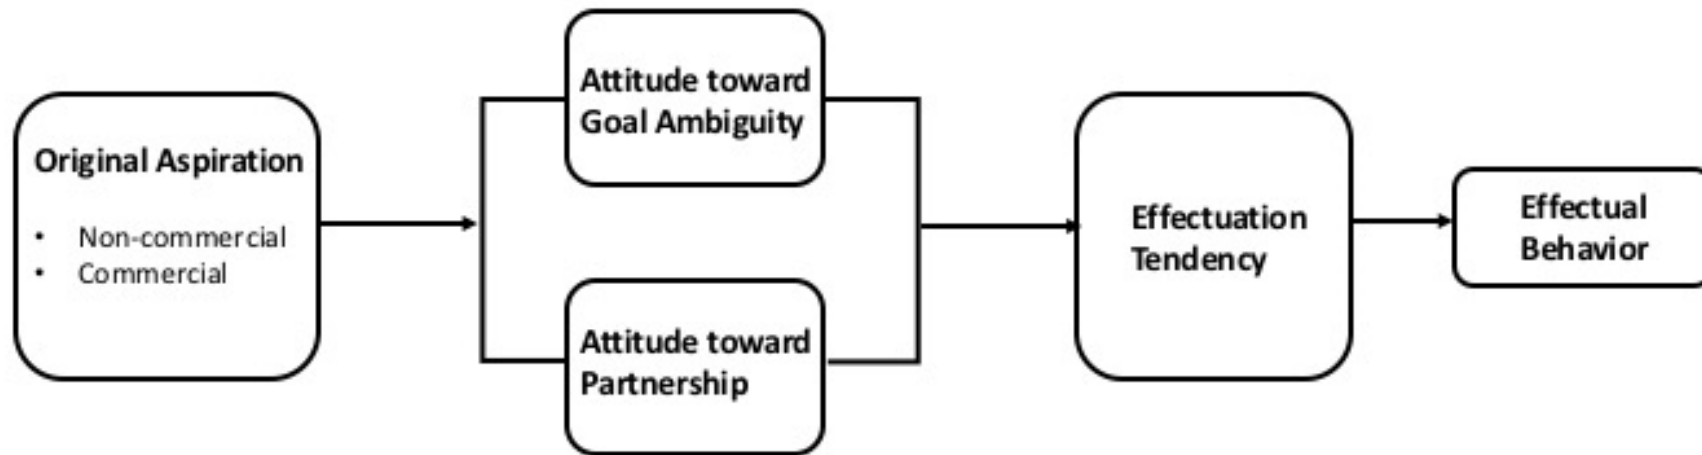 Original Aspiration
• Non-commercial
• Commercial
Attitude toward
Goal Ambiguity
Attitude toward
Partnership
Effectuation
Tendency
Effectual
Behavior